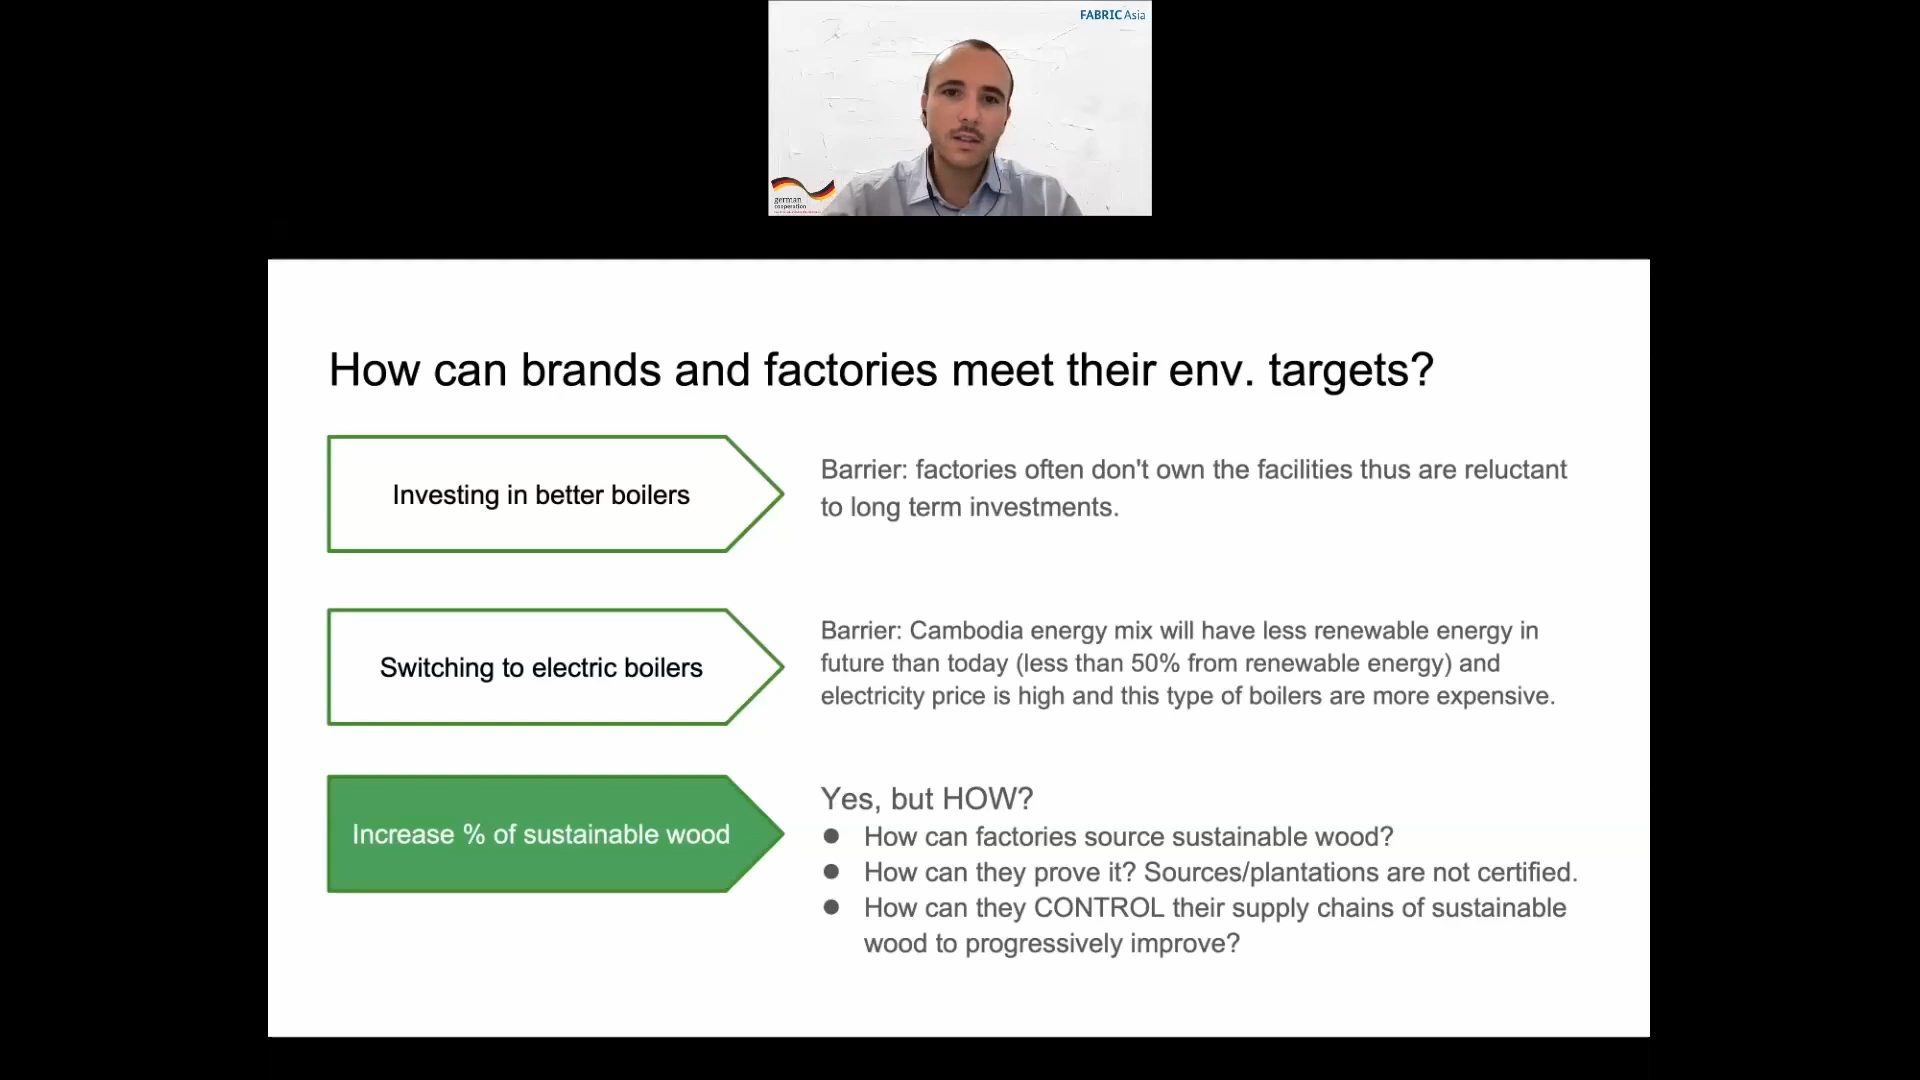 FABRIC Asia
german
cooperation
How can brands and factories meet their env. targets?
Investing in better boilers
Barrier: factories often don't own the facilities thus are reluctant
to long term investments.
Switching to electric boilers
Barrier: Cambodia energy mix will have less renewable energy in
future than today (less than 50% from renewable energy) and
electricity price is high and this type of boilers are more expensive.
Increase % of sustainable wood
Yes, but HOW?
● How can factories source sustainable wood?
● How can they prove it? Sources/plantations are not certified.
● How can they CONTROL their supply chains of sustainable
wood to progressively improve?